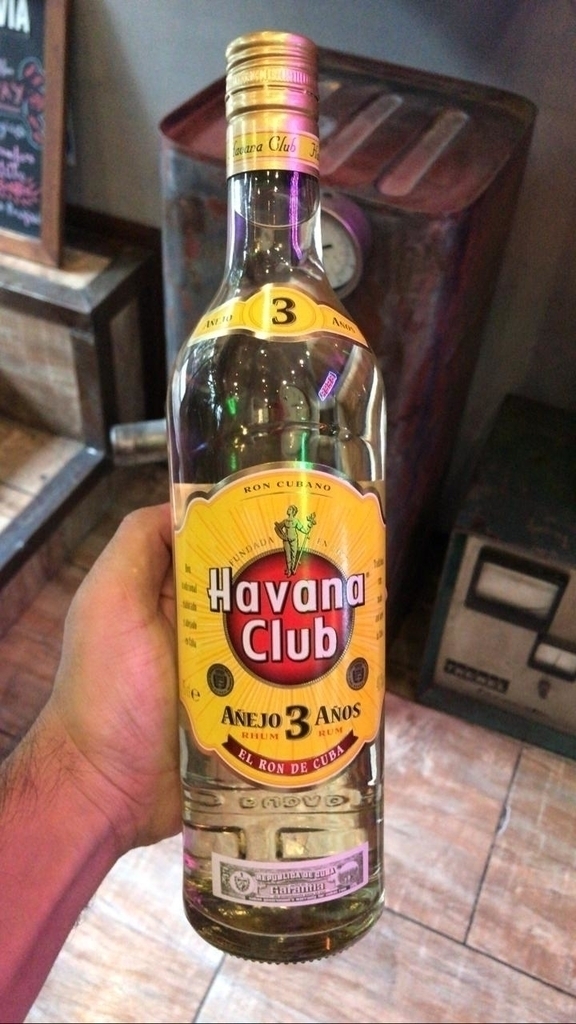 VIA
Havana Club
AÑEJO 3 AÑOS
RON CUBANO
FUNDADA EN
Havana
Club
AÑEJO 3 AÑOS
RHUM RUM
EL RON DE CUBA
REPUBLICA DE CUBA
Garantia